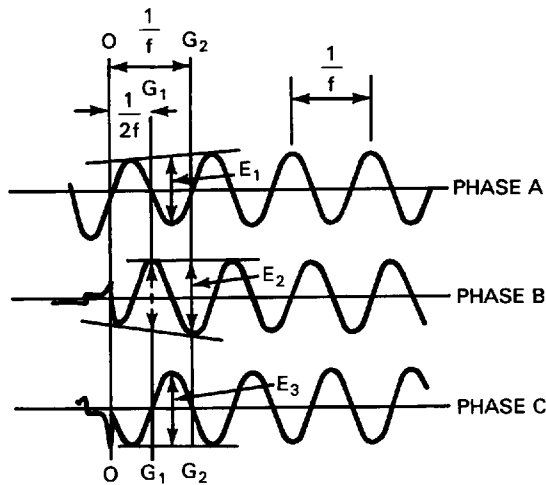 O 1/f G2
G1
1/2f
1/f
E1
PHASE A
E2
PHASE B
E3
PHASE C
O G1 G2